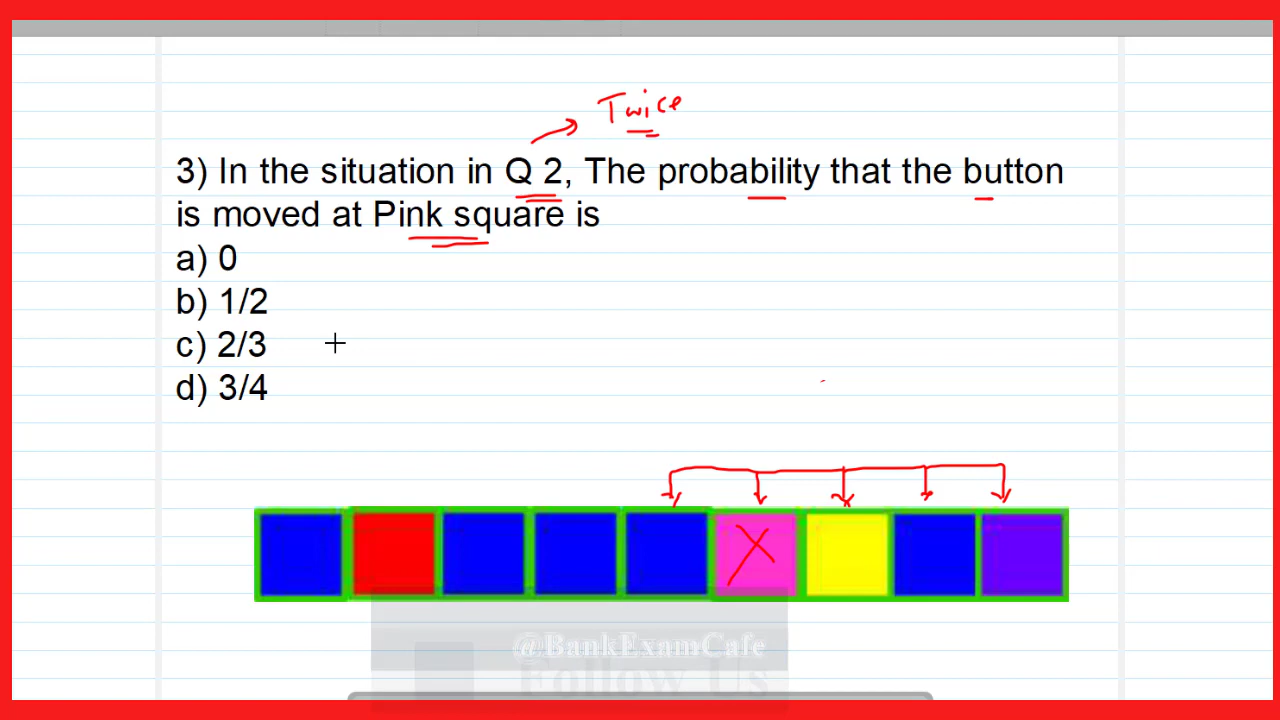 Twice
3) In the situation in Q 2, The probability that the button
is moved at Pink square is
a) 0
b) 1/2
c) 2/3
d) 3/4
@BankExamCafe
Follow Us